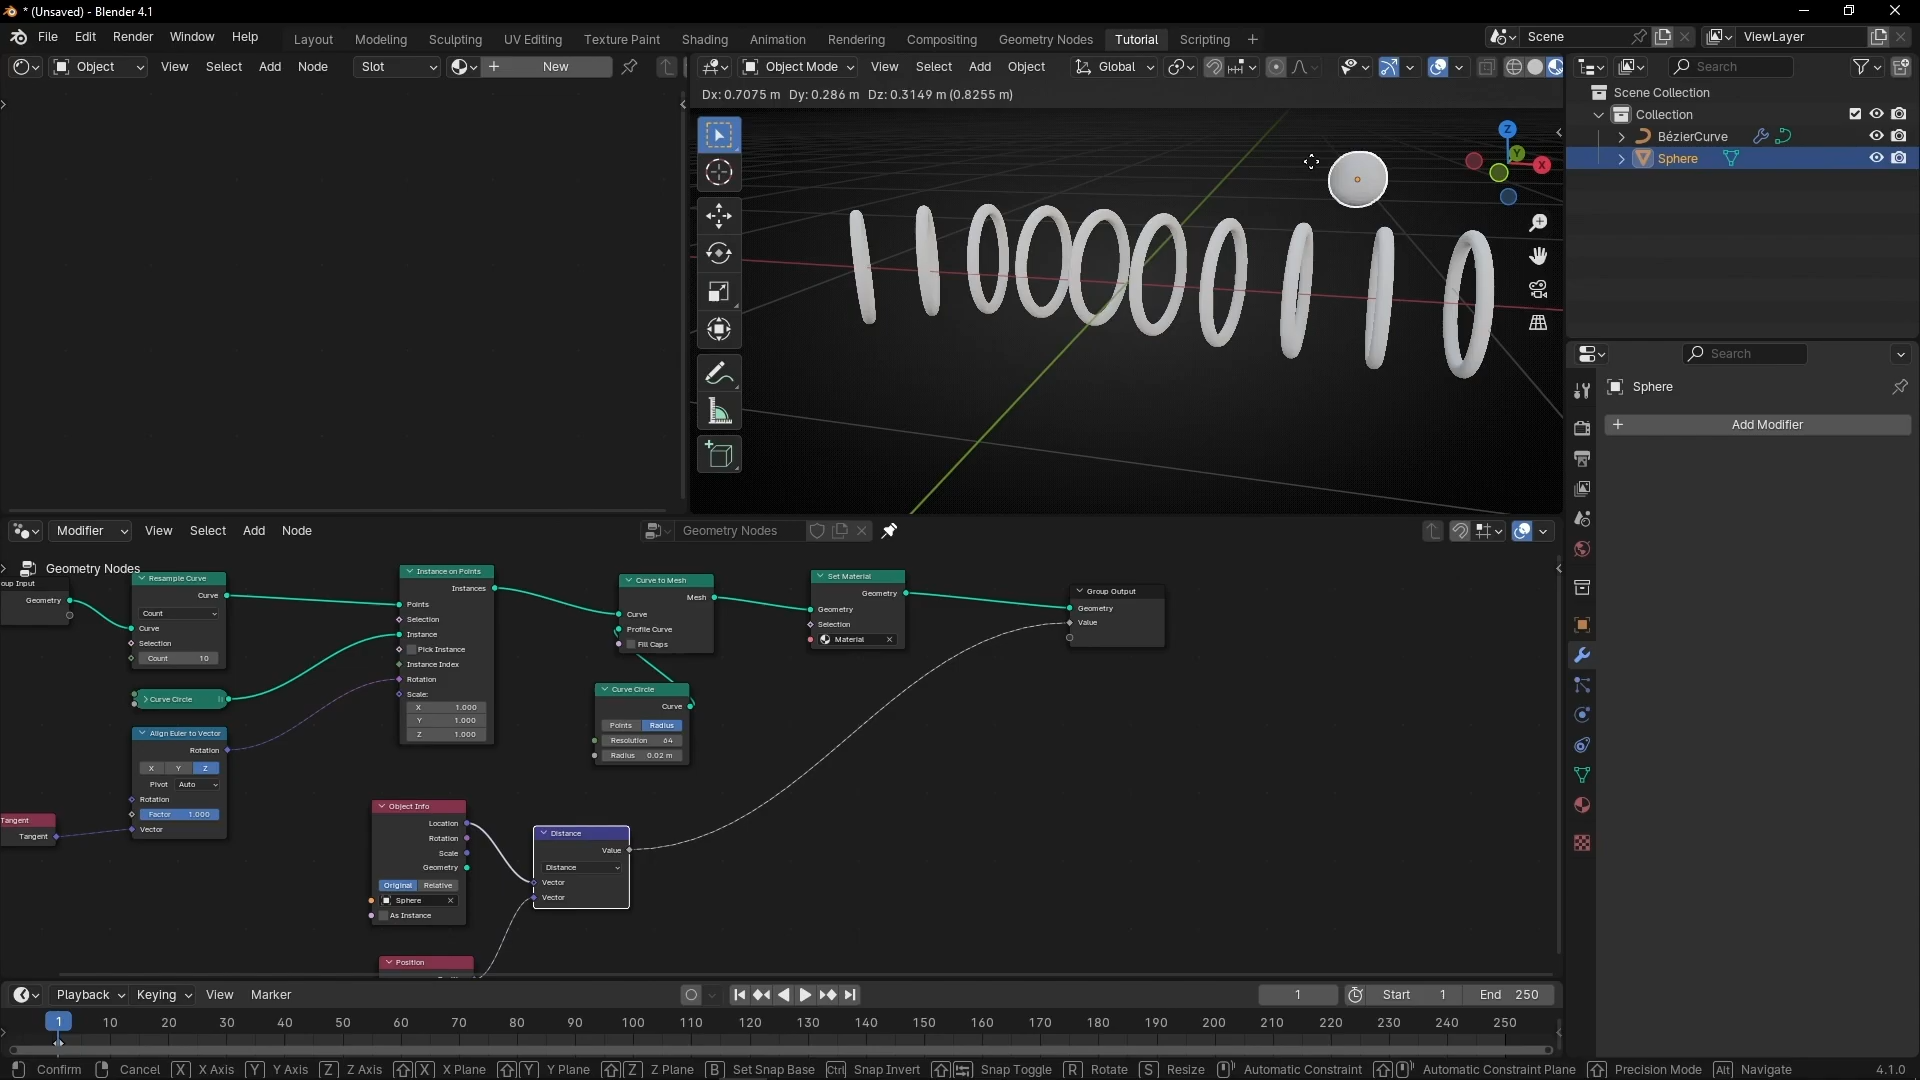 * (Unsaved) - Blender 4.1
File Edit Render Window Help
Layout Modeling Sculpting UV Editing Texture Paint Shading Animation Rendering Compositing Geometry Nodes Tutorial Scripting
Scene
ViewLayer
Object View Select Add Node Slot New
Object Mode View Select Add Object Global
Search
Dx: 0.7075 m Dy: 0.286 m Dz: 0.3149 m (0.8255 m)
Scene Collection
Collection
BézierCurve
Sphere
Z
Y
X
Search
Sphere
Add Modifier
Modifier View Select Add Node
Geometry Nodes
Geometry Nodes
oup Input
Geometry
Resample Curve
Curve
Count
Curve
Selection
Count 10
Curve Circle
Align Euler to Vector
Rotation
X Y Z
Pivot Auto
Rotation
Factor 1.000
Vector
Tangent
Tangent
Instance on Points
Instances
Points
Selection
Instance
Pick Instance
Instance Index
Rotation
Scale:
X 1.000
Y 1.000
Z 1.000
Curve to Mesh
Mesh
Curve
Profile Curve
Fill Caps
Curve Circle
Curve
Points Radius
Resolution 64
Radius 0.02 m
Set Material
Geometry
Geometry
Selection
Material
Group Output
Geometry
Value
Object Info
Location
Rotation
Scale
Geometry
Original Relative
Sphere
As Instance
Distance
Value
Distance
Vector
Vector
Position
Playback Keying View Marker
1 Start 1 End 250
1 10 20 30 40 50 60 70 80 90 100 110 120 130 140 150 160 170 180 190 200 210 220 230 240 250
Confirm Cancel X X Axis Y Y Axis Z Z Axis X X Plane Y Y Plane Z Z Plane B Set Snap Base Ctrl Snap Invert Snap Toggle R Rotate S Resize Automatic Constraint Automatic Constraint Plane Precision Mode Alt Navigate 4.1.0